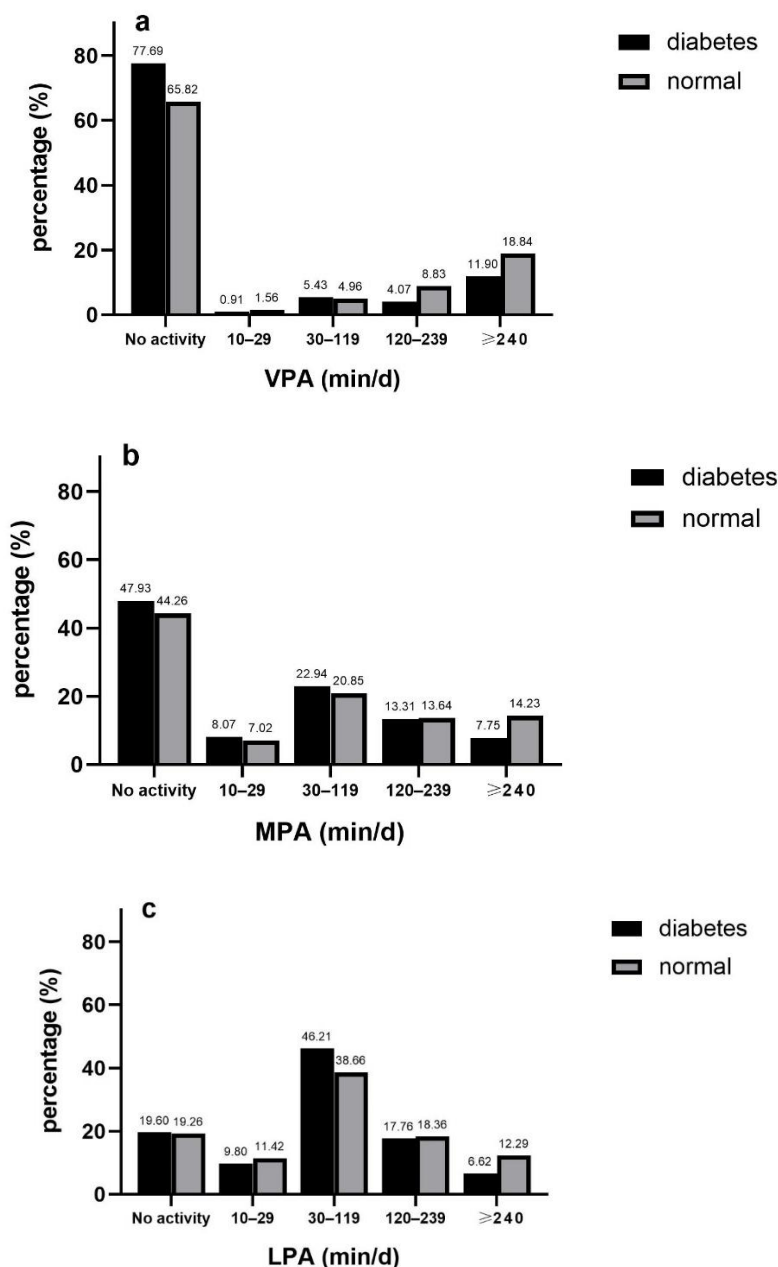 a
diabetes
normal
percentage (%)
80
60
40
20
0
77.69
65.82
0.91
1.56
5.43
4.96
4.07
8.83
11.90
18.84
No activity 10–29 30–119 120–239 ⩾240
VPA (min/d)
b
diabetes
normal
percentage (%)
80
60
40
20
0
47.93
44.26
8.07
7.02
22.94
20.85
13.31
13.64
7.75
14.23
No activity 10–29 30–119 120–239 ⩾240
MPA (min/d)
c
diabetes
normal
percentage (%)
80
60
40
20
0
19.60
19.26
9.80
11.42
46.21
38.66
17.76
18.36
6.62
12.29
No activity 10–29 30–119 120–239 ⩾240
LPA (min/d)